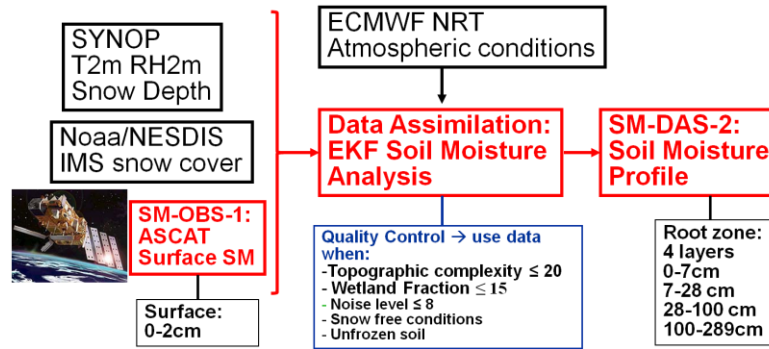 SYNOP
T2m RH2m
Snow Depth
Noaa/NESDIS
IMS snow cover
SM-OBS-1:
ASCAT
Surface SM
Surface:
0-2cm
ECMWF NRT
Atmospheric conditions
Data Assimilation:
EKF Soil Moisture
Analysis
Quality Control → use data
when:
-Topographic complexity ≤ 20
- Wetland Fraction ≤ 15
- Noise level ≤ 8
- Snow free conditions
- Unfrozen soil
SM-DAS-2:
Soil Moisture
Profile
Root zone:
4 layers
0-7cm
7-28 cm
28-100 cm
100-289cm